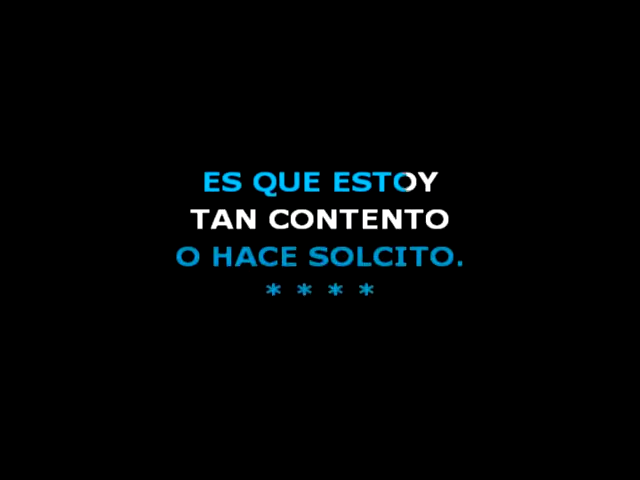 ES QUE ESTOY
TAN CONTENTO
O HACE SOLCITO.
* * * *